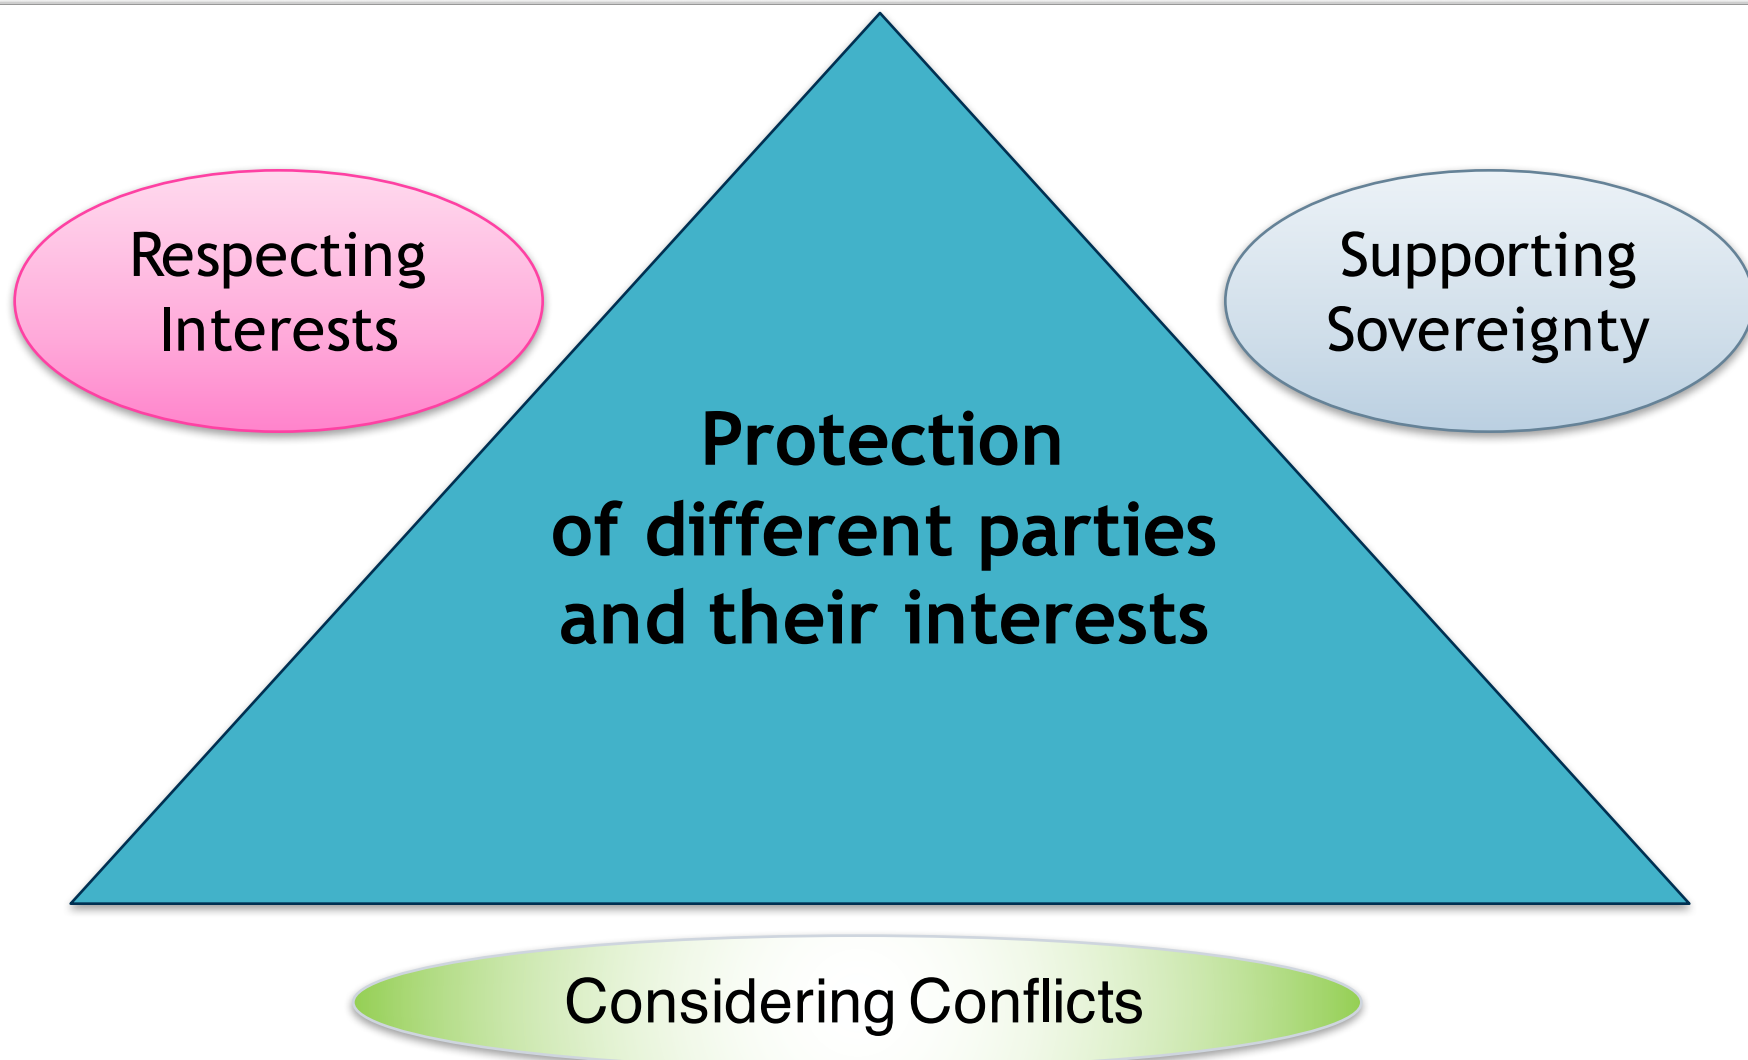 Respecting
Interests
Supporting
Sovereignty
Protection
of different parties
and their interests
Considering Conflicts